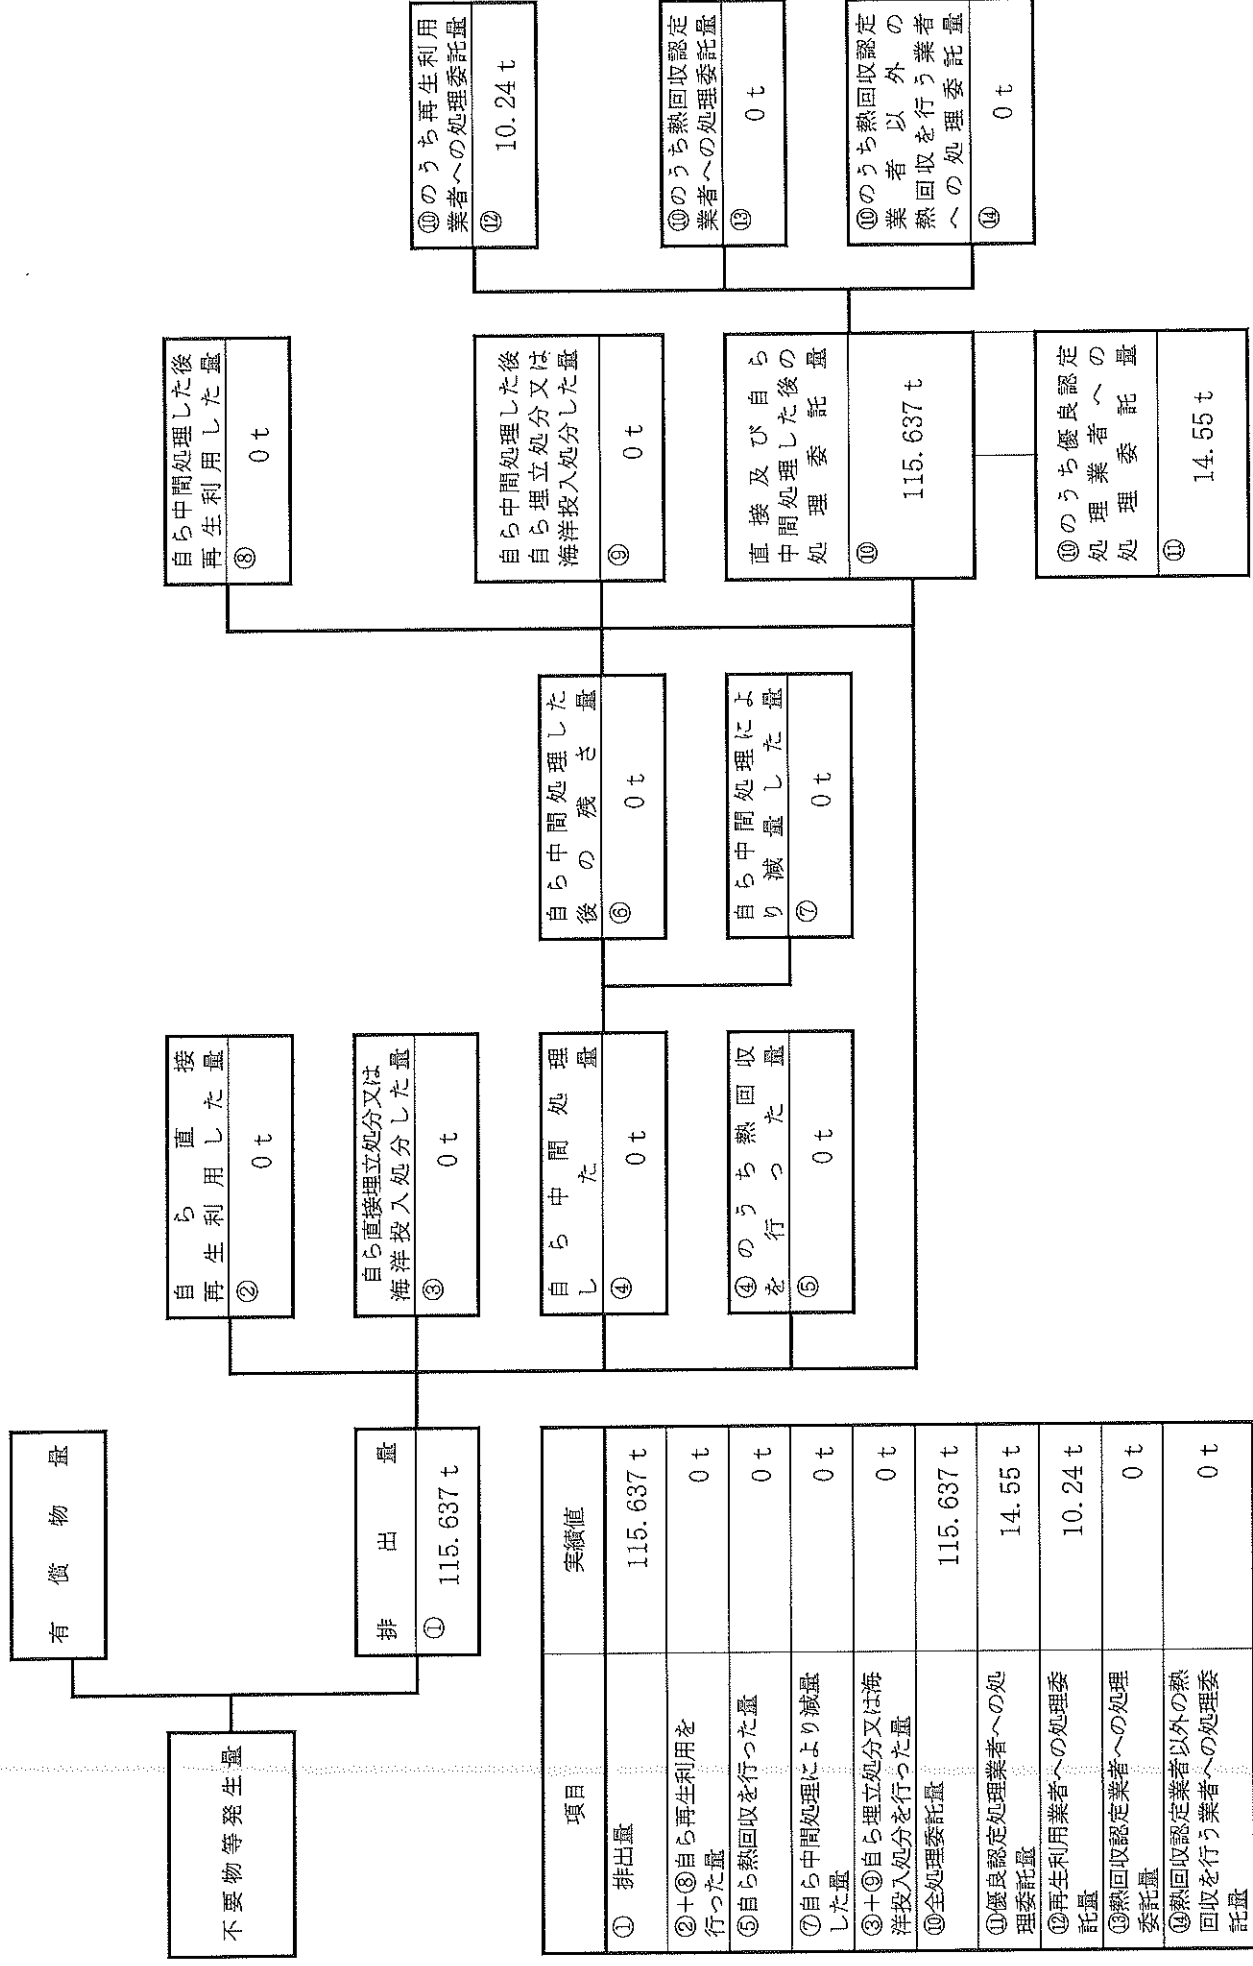 不要物等発生量
有償物量
排出量
① 115.637 t
自ら直接
再生利用した量
② 0 t
自ら直接埋立処分又は
海洋投入処分した量
③ 0 t
自ら中間処理
した量
④ 0 t
④のうち熱回収
を行った量
⑤ 0 t
自ら中間処理した
後の残さ量
⑥ 0 t
自ら中間処理によ
り減量した量
⑦ 0 t
自ら中間処理した後
再生利用した量
⑧ 0 t
自ら中間処理した後
自ら埋立処分又は
海洋投入処分した量
⑨ 0 t
直接及び自ら
中間処理した後の
処理委託量
⑩ 115.637 t
⑩のうち優良認定
処理業者への
処理委託量
⑪ 14.55 t
⑩のうち再生利用
業者への処理委託量
⑫ 10.24 t
⑩のうち熱回収認定
業者への処理委託量
⑬ 0 t
⑩のうち熱回収認定
業者以外の
熱回収を行う業者
への処理委託量
⑭ 0 t
項目 実績値
① 排出量 115.637 t
②+⑧自ら再生利用を
行った量 0 t
⑤自ら熱回収を行った量 0 t
⑦自ら中間処理により減量
した量 0 t
③+⑨自ら埋立処分又は海
洋投入処分を行った量 0 t
⑩全処理委託量 115.637 t
⑪優良認定処理業者への処
理委託量 14.55 t
⑫再生利用業者への処理委
託量 10.24 t
⑬熱回収認定業者への処理
委託量 0 t
⑭熱回収認定業者以外の熱
回収を行う業者への処理委
託量 0 t